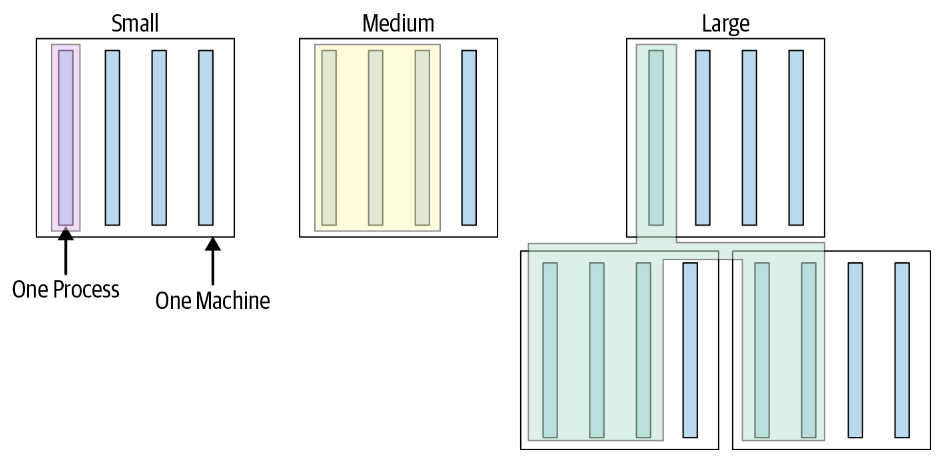 Small
Medium
Large
One Process
One Machine